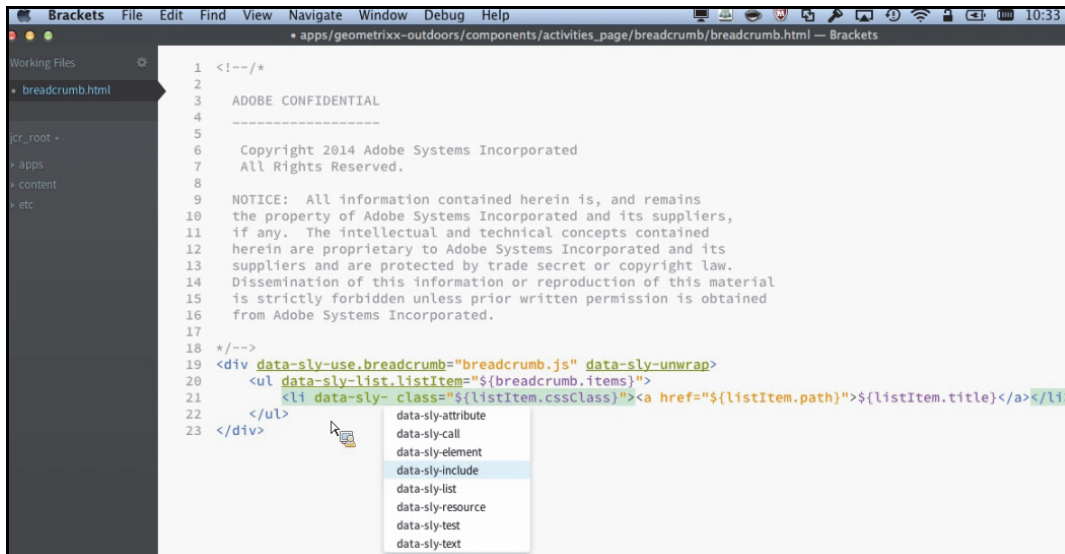 Brackets File Edit Find View Navigate Window Debug Help 10:33
• apps/geometrixx-outdoors/components/activities_page/breadcrumb/breadcrumb.html — Brackets
Working Files
• breadcrumb.html
jcr_root
apps
content
etc
1 <!--/*
2
3 ADOBE CONFIDENTIAL
4 __________________
5
6 Copyright 2014 Adobe Systems Incorporated
7 All Rights Reserved.
8
9 NOTICE: All information contained herein is, and remains
10 the property of Adobe Systems Incorporated and its suppliers,
11 if any. The intellectual and technical concepts contained
12 herein are proprietary to Adobe Systems Incorporated and its
13 suppliers and are protected by trade secret or copyright law.
14 Dissemination of this information or reproduction of this material
15 is strictly forbidden unless prior written permission is obtained
16 from Adobe Systems Incorporated.
17
18 */-->
19 <div data-sly-use.breadcrumb="breadcrumb.js" data-sly-unwrap>
20 <ul data-sly-list.listItem="${breadcrumb.items}">
21 <li data-sly- class="${listItem.cssClass}"><a href="${listItem.path}">${listItem.title}</a></li
22 </ul>
23 </div>
data-sly-attribute
data-sly-call
data-sly-element
data-sly-include
data-sly-list
data-sly-resource
data-sly-test
data-sly-text